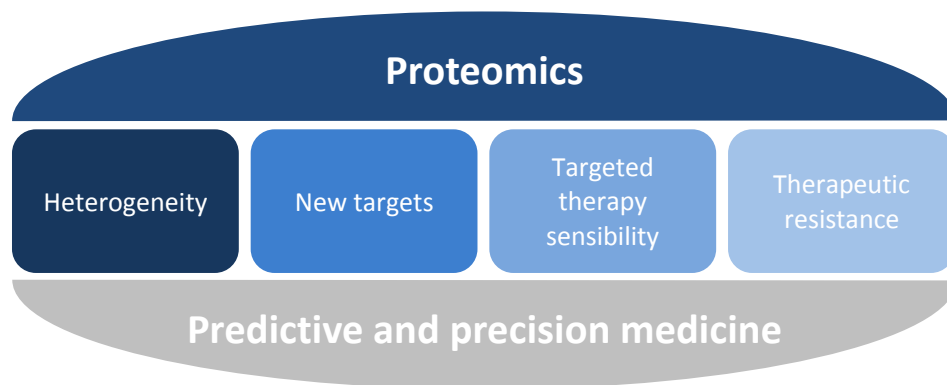 Proteomics
Heterogeneity
New targets
Targeted
therapy
sensibility
Therapeutic
resistance
Predictive and precision medicine